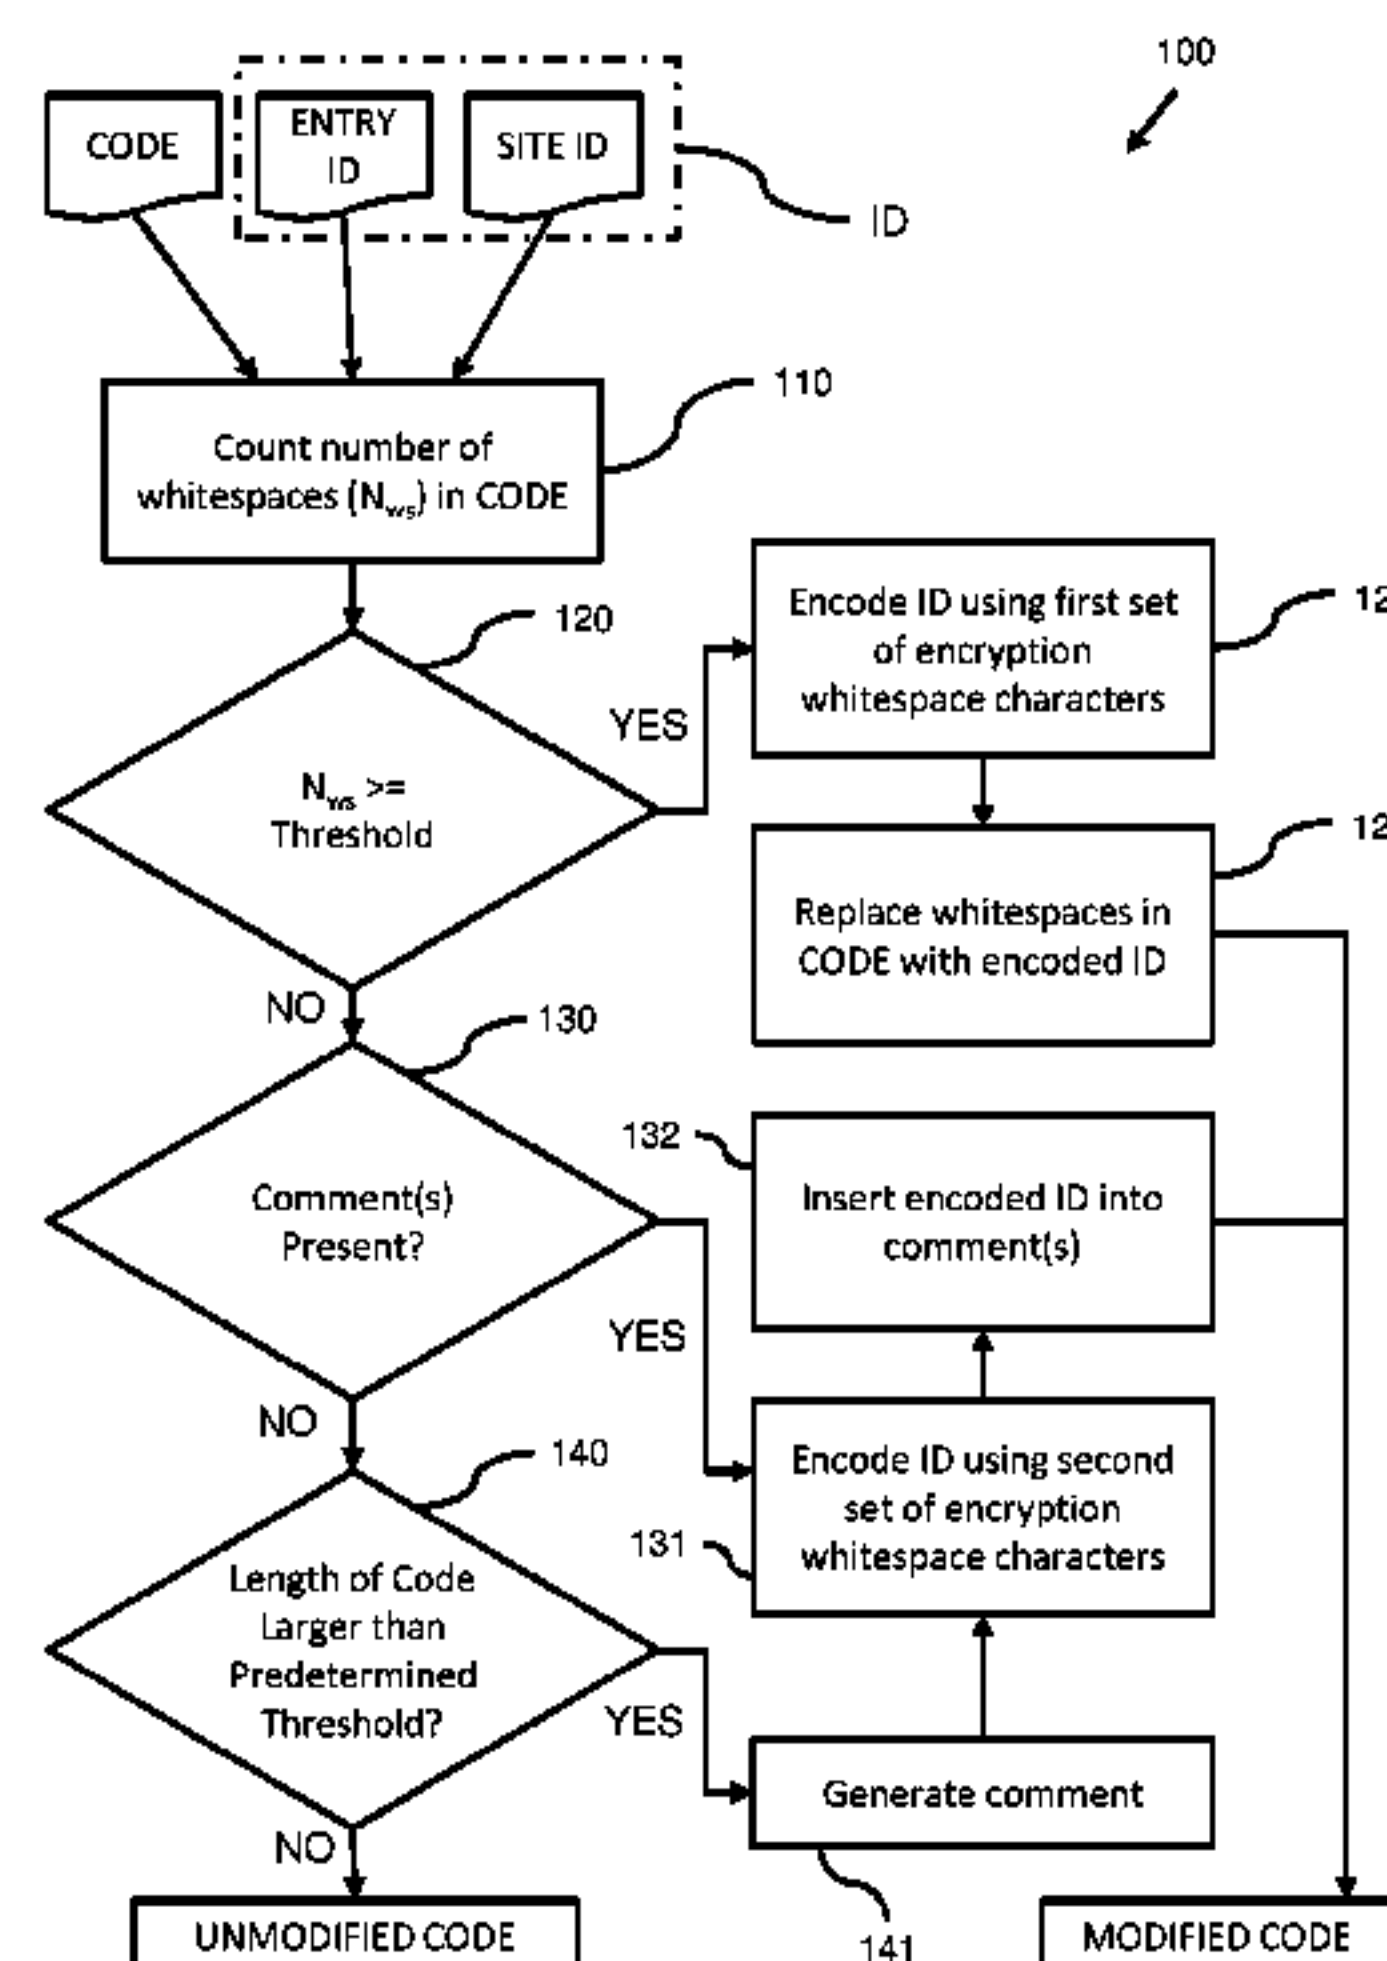 100
CODE
ENTRY
ID
SITE ID
ID
Count number of
whitespaces (Nws) in CODE
110
120
Nws >=
Threshold
YES
NO
Encode ID using first set
of encryption
whitespace characters
Replace whitespaces in
CODE with encoded ID
130
Comment(s)
Present?
YES
NO
132
Insert encoded ID into
comment(s)
Encode ID using second
set of encryption
whitespace characters
131
140
Length of Code
Larger than
Predetermined
Threshold?
YES
NO
Generate comment
141
UNMODIFIED CODE
MODIFIED CODE